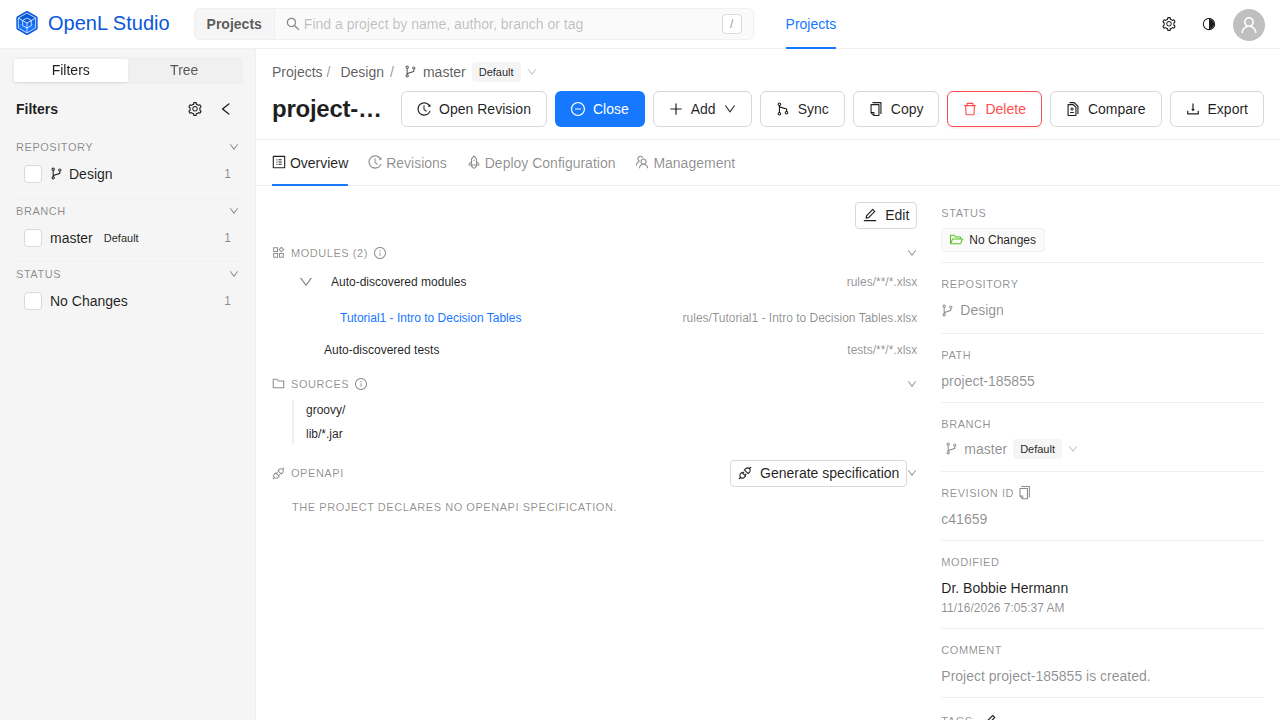 OpenL Studio
Projects
Find a project by name, author, branch or tag
/
Projects
Filters
Tree
Filters
REPOSITORY
Design 1
BRANCH
master Default 1
STATUS
No Changes 1
Projects / Design / master Default
project-...
Open Revision
Close
Add
Sync
Copy
Delete
Compare
Export
Overview
Revisions
Deploy Configuration
Management
Edit
MODULES (2)
Auto-discovered modules rules/**/*.xlsx
Tutorial1 - Intro to Decision Tables rules/Tutorial1 - Intro to Decision Tables.xlsx
Auto-discovered tests tests/**/*.xlsx
SOURCES
groovy/
lib/*.jar
OPENAPI
Generate specification
THE PROJECT DECLARES NO OPENAPI SPECIFICATION.
STATUS
No Changes
REPOSITORY
Design
PATH
project-185855
BRANCH
master Default
REVISION ID
c41659
MODIFIED
Dr. Bobbie Hermann
11/16/2026 7:05:37 AM
COMMENT
Project project-185855 is created.
TAGS